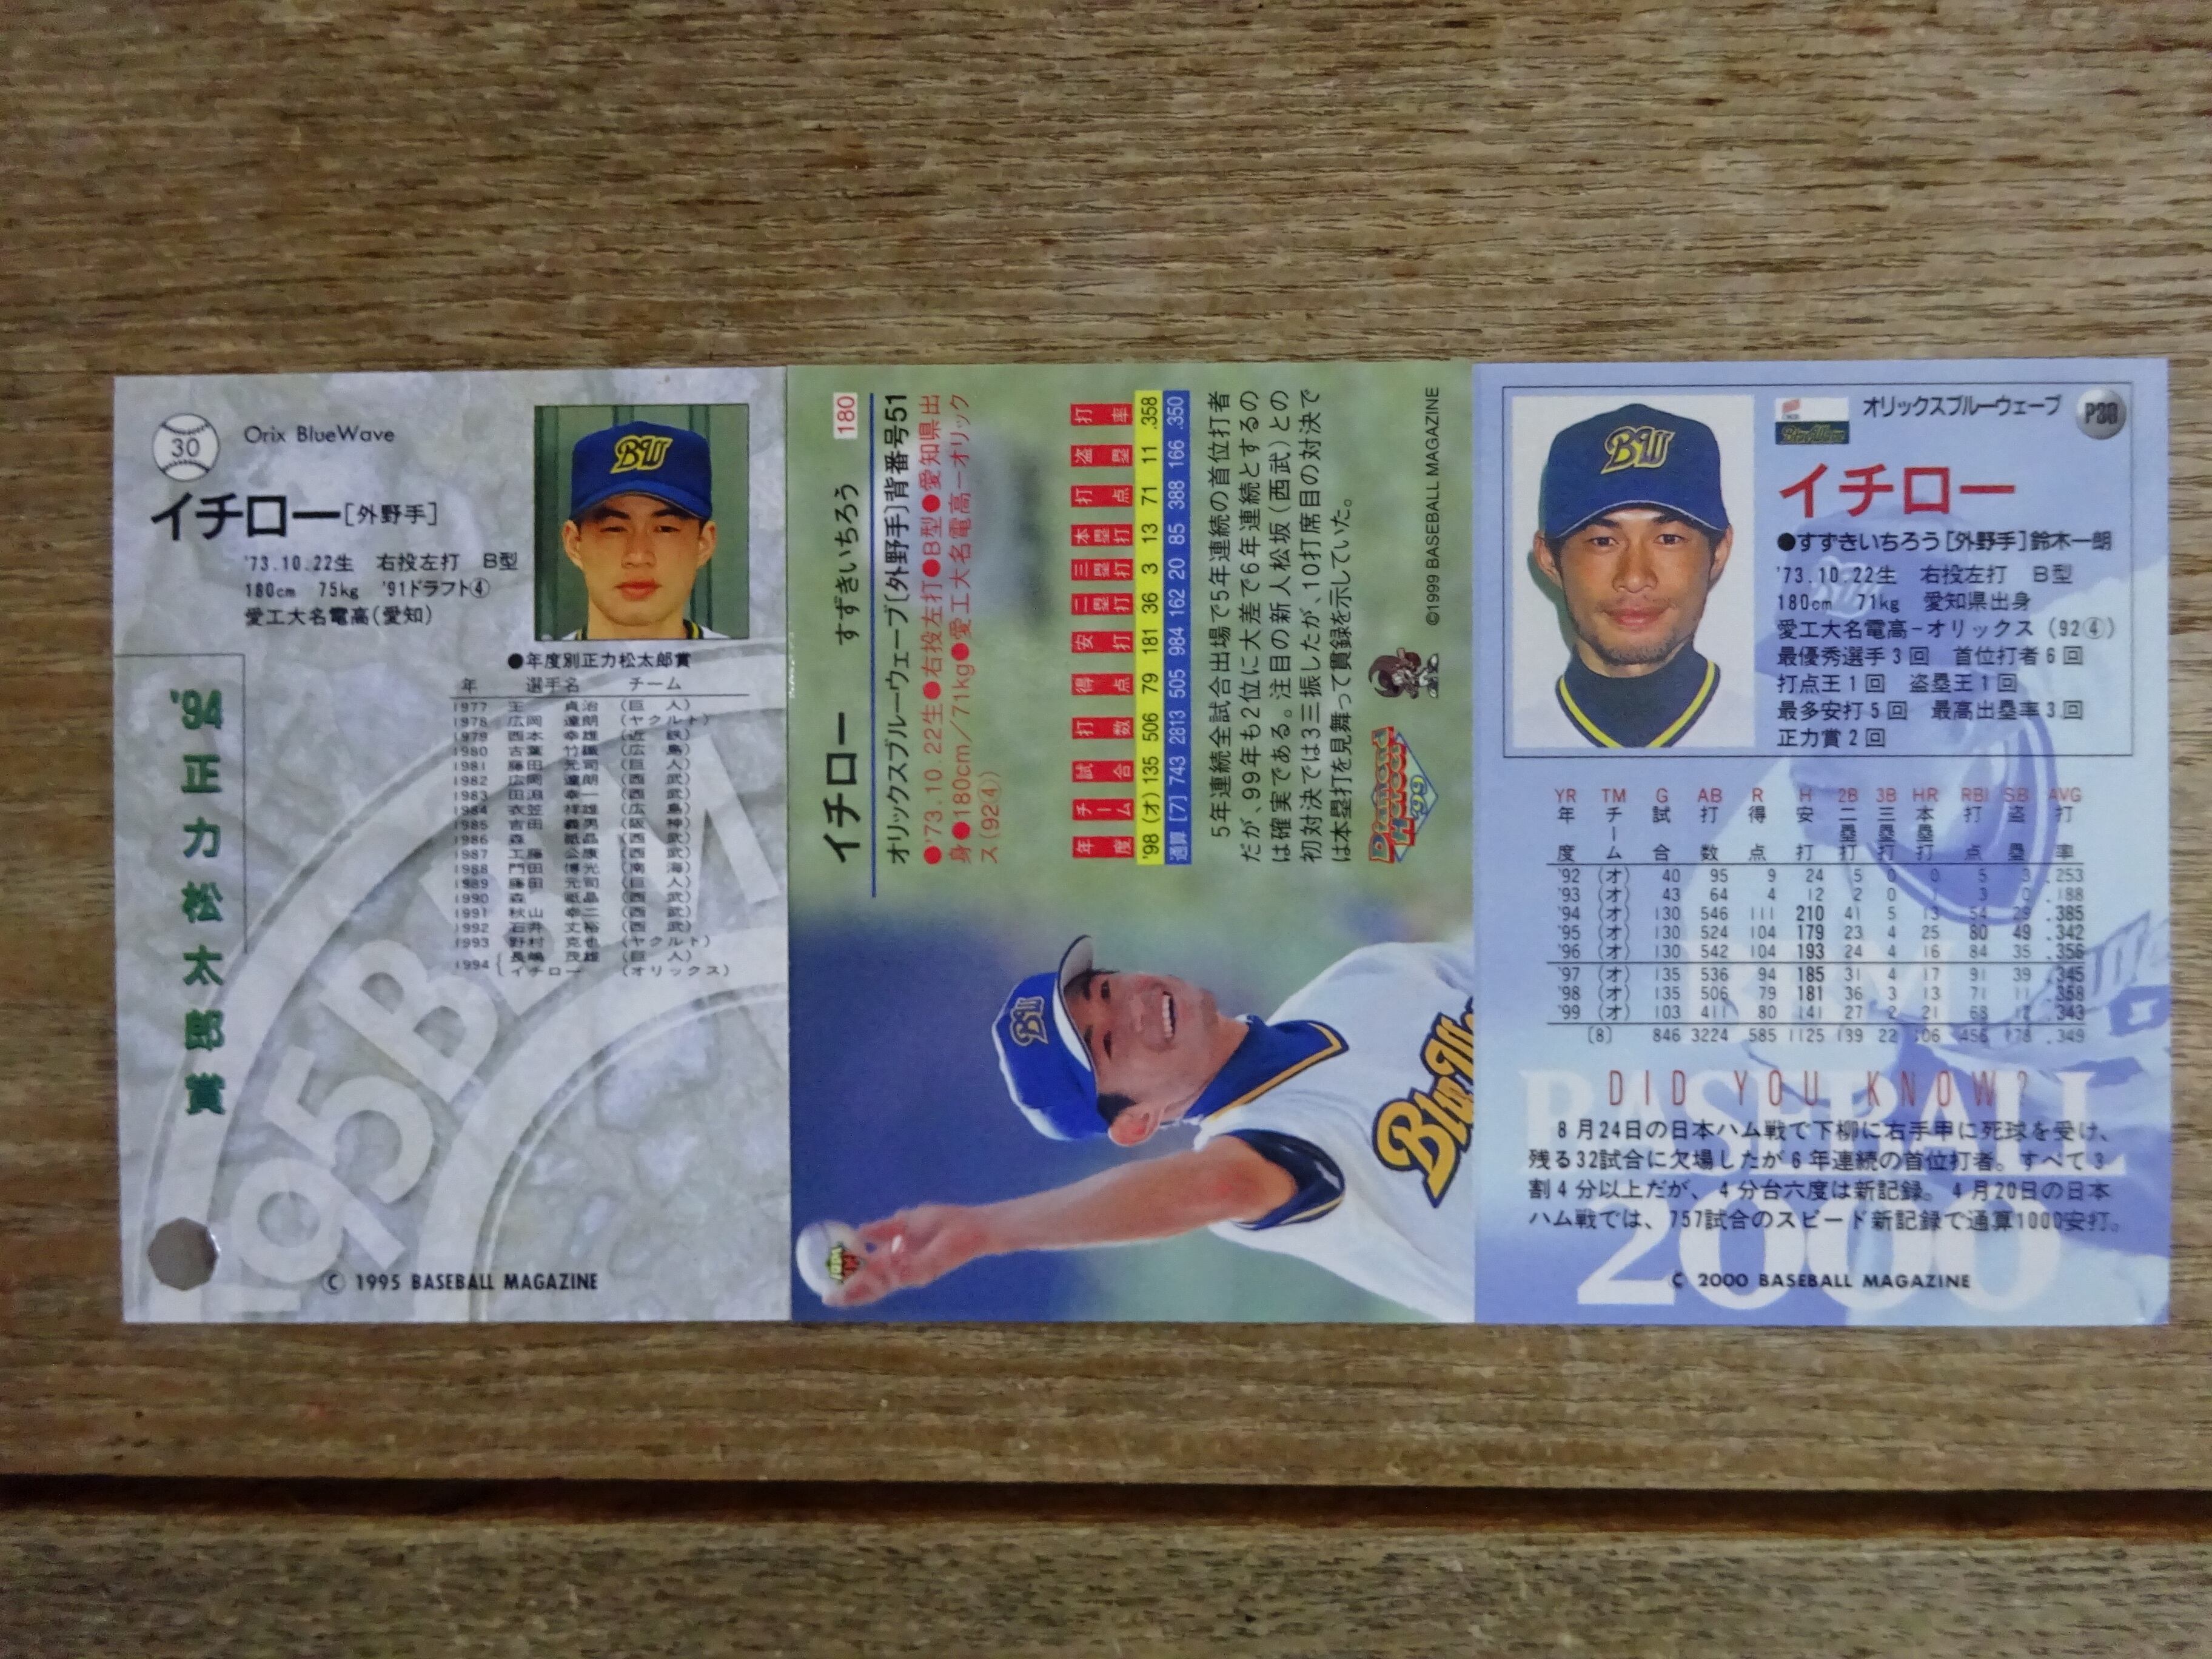 30
Orix BlueWave
イチロー[外野手]
'73.10.22生 右投左打 B型
180cm 75kg '91ドラフト④
愛工大名電高(愛知)
BW
'94正力松太郎賞
●年度別正力松太郎賞
年 選手名 チーム
1977 王 貞治 (巨人)
1978 広岡 達朗 (ヤクルト)
1979 西本 幸雄 (近鉄)
1980 古葉 竹識 (広島)
1981 藤田 元司 (巨人)
1982 広岡 達朗 (西武)
1983 田淵 幸一 (西武)
1984 衣笠 祥雄 (広島)
1985 吉田 義男 (阪神)
1986 森 祇晶 (西武)
1987 工藤 公康 (西武)
1988 門田 博光 (南海)
1989 藤田 元司 (巨人)
1990 森 祇晶 (西武)
1991 秋山 幸二 (西武)
1992 石井 丈裕 (西武)
1993 野村 克也 (ヤクルト)
1994 長嶋 茂雄 (巨人)
イチロー (オリックス)
1995 BBM
© 1995 BASEBALL MAGAZINE
イチロー すずきいちろう 180
オリックスブルーウェーブ[外野手]背番号51
●'73.10.22生●右投左打●B型●愛知県出
身●180cm/71kg●愛工大名電高ーオリック
ス(92④)
年度 チーム 試合 打数 得点 安打 二塁打 三塁打 本塁打 打点 盗塁 打率
'98 (オ) 135 506 79 181 36 3 13 71 11 .358
通算 [7] 743 2813 505 984 162 20 85 388 166 .350
5年連続全試合出場で5年連続の首位打者
だが、99年も2位に大差で6年連続とするの
は確実である。注目の新人松坂(西武)との
初対決では3三振したが、10打席目の対決で
は本塁打を見舞って貫録を示していた。
Diamond
Heroes
'99
©1999 BASEBALL MAGAZINE
BW
BlueWa
BW
オリックスブルーウェーブ
P38
BlueWave
イチロー
●すずきいちろう[外野手]鈴木一朗
'73.10.22生 右投左打 B型
180cm 71kg 愛知県出身
愛工大名電高-オリックス (92④)
最優秀選手3回 首位打者6回
打点王1回 盗塁王1回
最多安打5回 最高出塁率3回
正力賞2回
YR TM G AB R H 2B 3B HR RBI SB AVG
年度 チーム 試合 打数 得点 安打 二塁打 三塁打 本塁打 打点 盗塁 打率
'92 (オ) 40 95 9 24 5 0 0 5 3 .253
'93 (オ) 43 64 4 12 2 0 1 3 0 .188
'94 (オ) 130 546 111 210 41 5 13 54 29 .385
'95 (オ) 130 524 104 179 23 4 25 80 49 .342
'96 (オ) 130 542 104 193 24 4 16 84 35 .356
'97 (オ) 135 536 94 185 31 4 17 91 39 .345
'98 (オ) 135 506 79 181 36 3 13 71 11 .358
'99 (オ) 103 411 80 141 27 2 21 68 12 .343
[8] 846 3224 585 1125 189 22 106 456 178 .349
DID YOU KNOW?
8月24日の日本ハム戦で下柳に右手甲に死球を受け、
残る32試合に欠場したが6年連続の首位打者。すべて3
割4分以上だが、4分台六度は新記録。4月20日の日本
ハム戦では、757試合のスピード新記録で通算1000安打。
BBM
BASEBALL
2000
© 2000 BASEBALL MAGAZINE